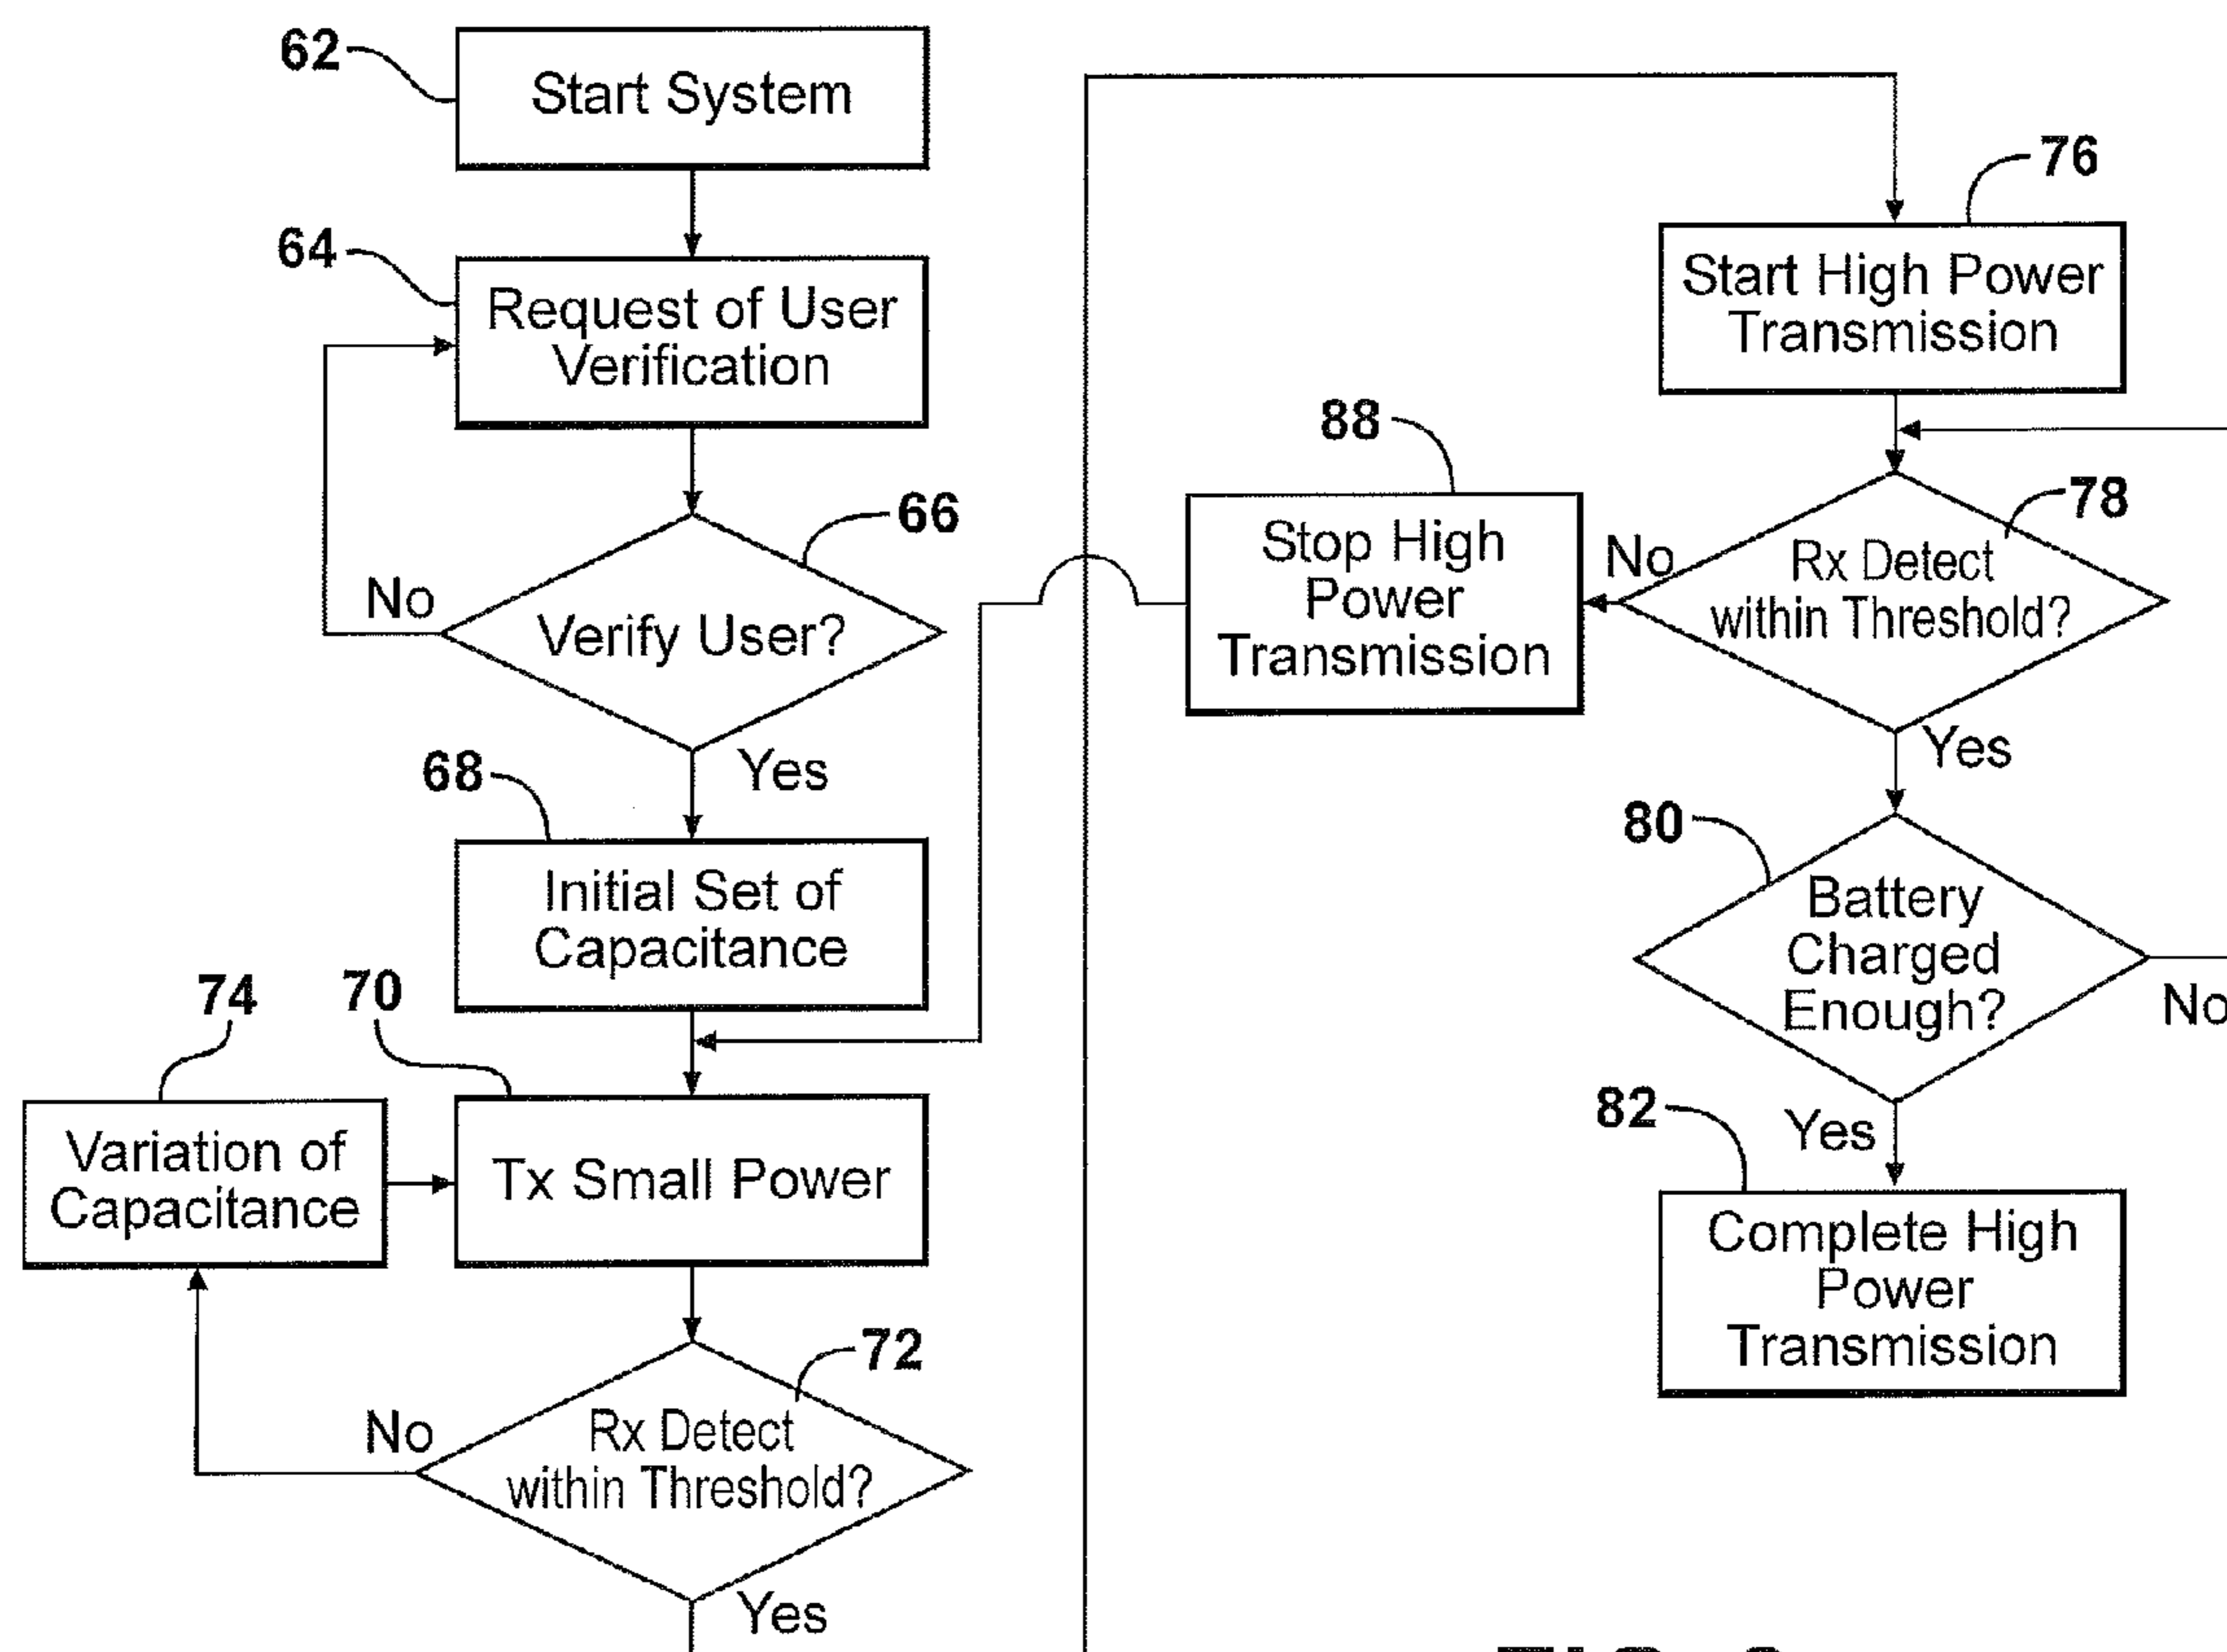 62
Start System
64
Request of User
Verification
66
No
Verify User?
Yes
68
Initial Set of
Capacitance
74
70
Variation of
Capacitance
Tx Small Power
72
No
Rx Detect
within Threshold?
Yes
76
Start High Power
Transmission
88
Stop High
Power
Transmission
78
No
Rx Detect
within Threshold?
Yes
80
Battery
Charged
Enough?
No
82
Yes
Complete High
Power
Transmission